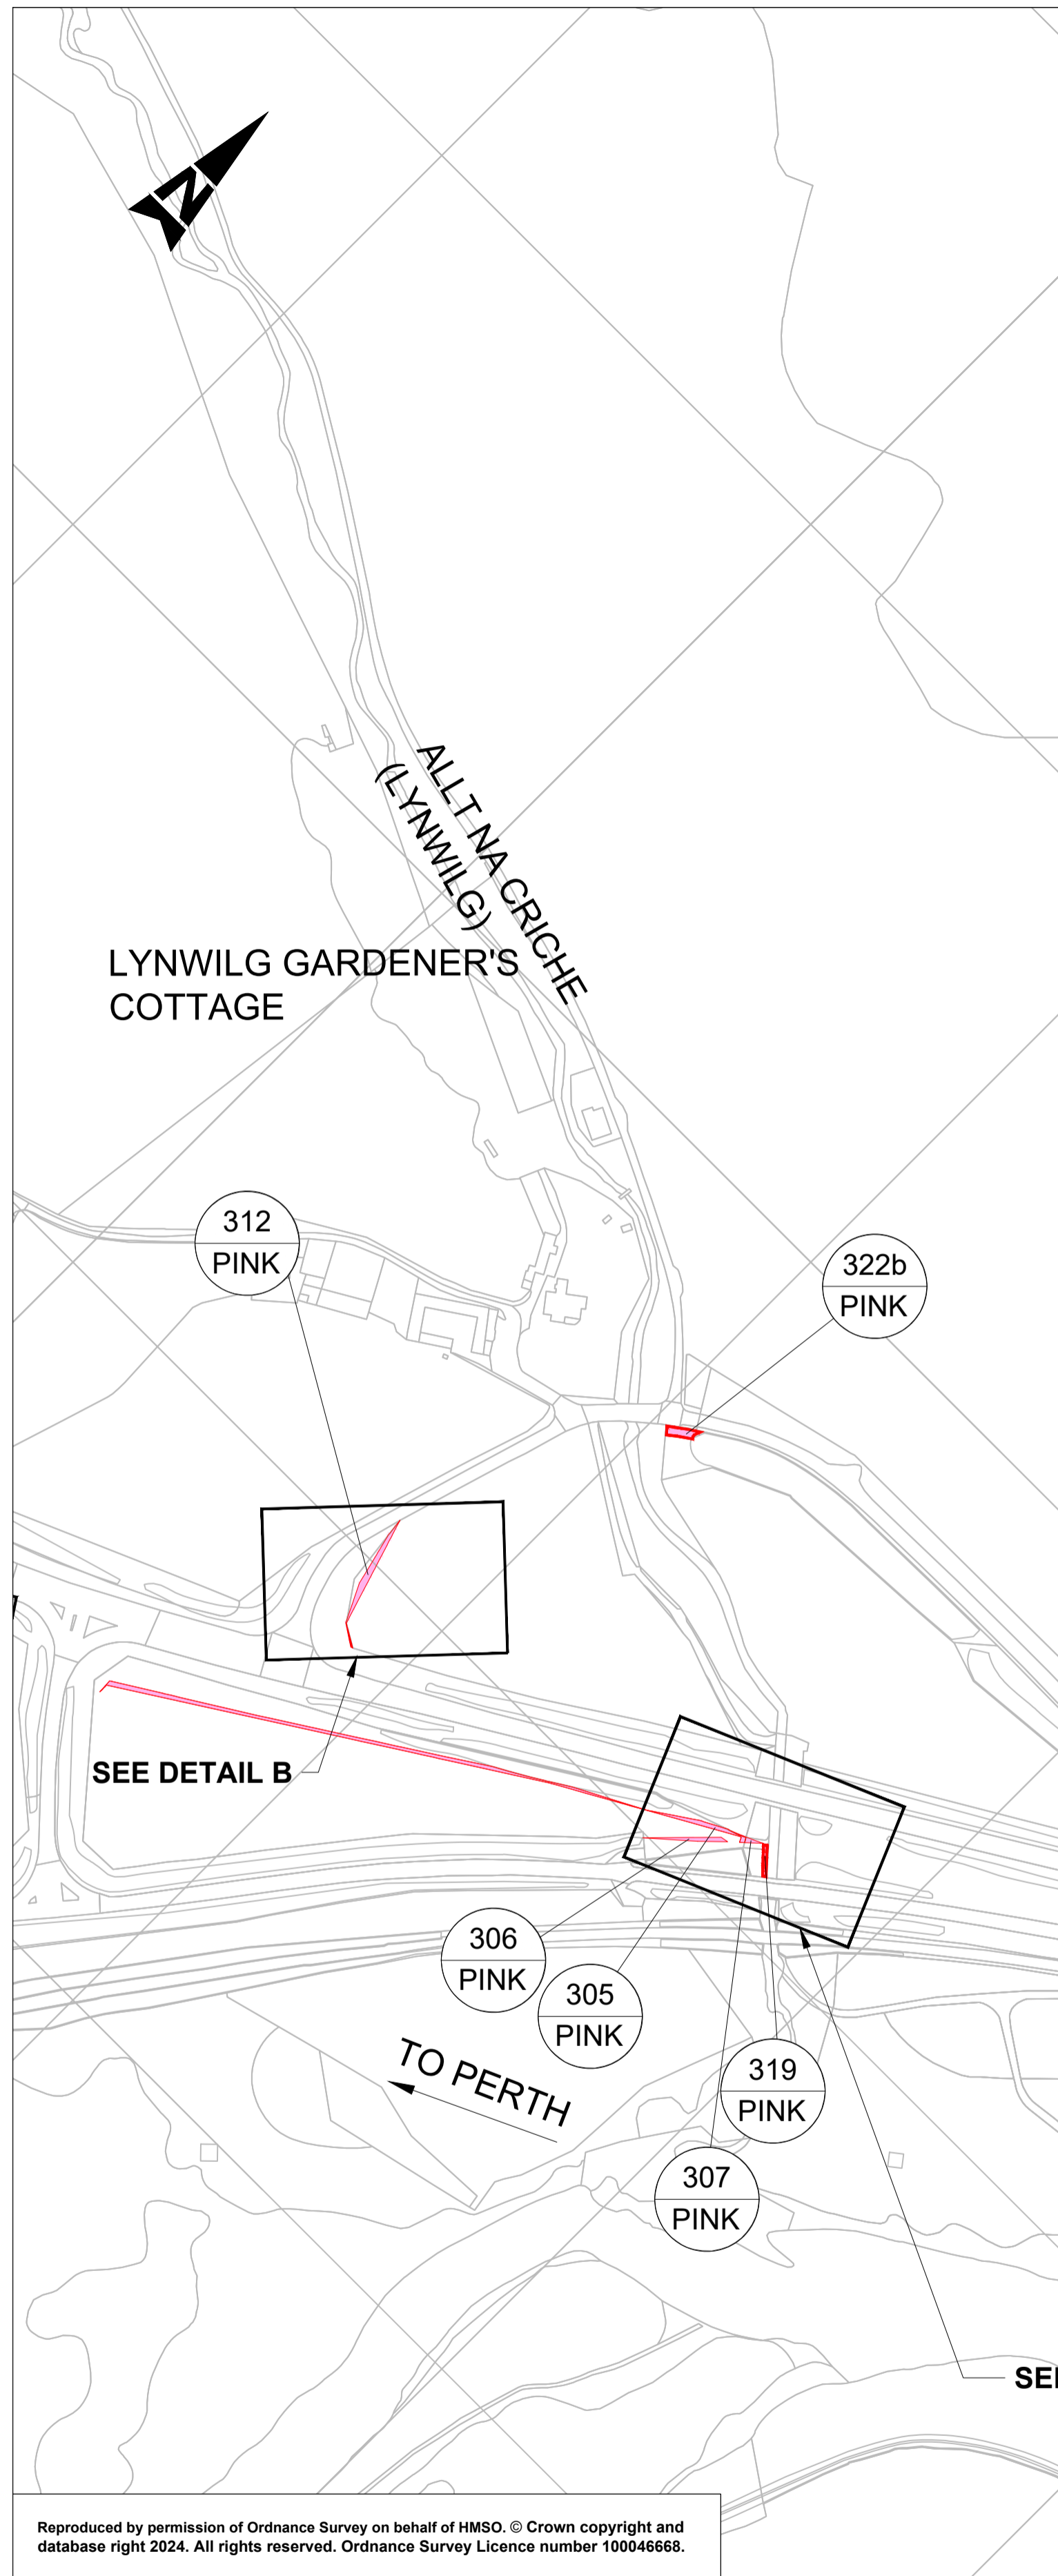 N
ALLT NA CRICHE
(LYNWILG)
LYNWILG GARDENER'S
COTTAGE
312
PINK
322b
PINK
SEE DETAIL B
306
PINK
305
PINK
TO PERTH
319
PINK
307
PINK
Reproduced by permission of Ordnance Survey on behalf of HMSO. © Crown copyright and
database right 2024. All rights reserved. Ordnance Survey Licence number 100046668.